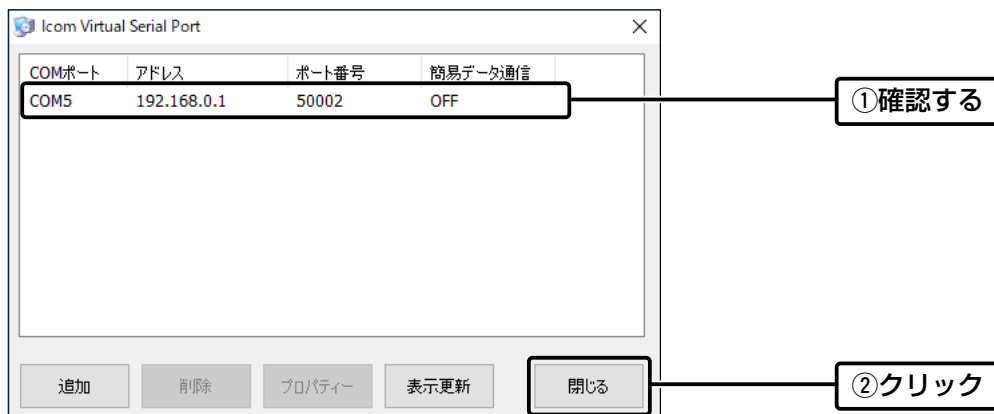 Icom Virtual Serial Port
COMポート アドレス ポート番号 簡易データ通信
COM5 192.168.0.1 50002 OFF
①確認する
追加 削除 プロパティー 表示更新 閉じる
②クリック